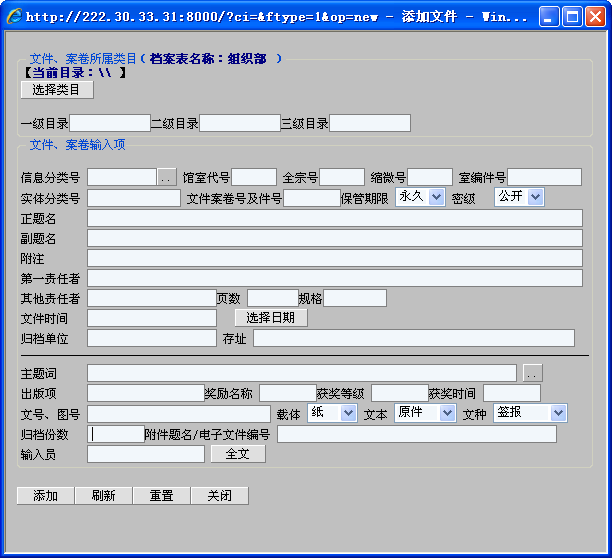 http://222.30.33.31:8000/?ci=&ftype=1&op=new - 添加文件 - Win...
文件、案卷所属类目( 档案表名称：组织部 )
【当前目录：\\ 】
选择类目
一级目录 二级目录 三级目录
文件、案卷输入项
信息分类号 .. 馆室代号 全宗号 缩微号 室编件号
实体分类号 文件案卷号及件号 保管期限 永久 密级 公开
正题名
副题名
附注
第一责任者
其他责任者 页数 规格
文件时间 选择日期
归档单位 存址
主题词 ..
出版项 奖励名称 获奖等级 获奖时间
文号、图号 载体 纸 文本 原件 文种 签报
归档份数 附件题名/电子文件编号
输入员 全文
添加 刷新 重置 关闭